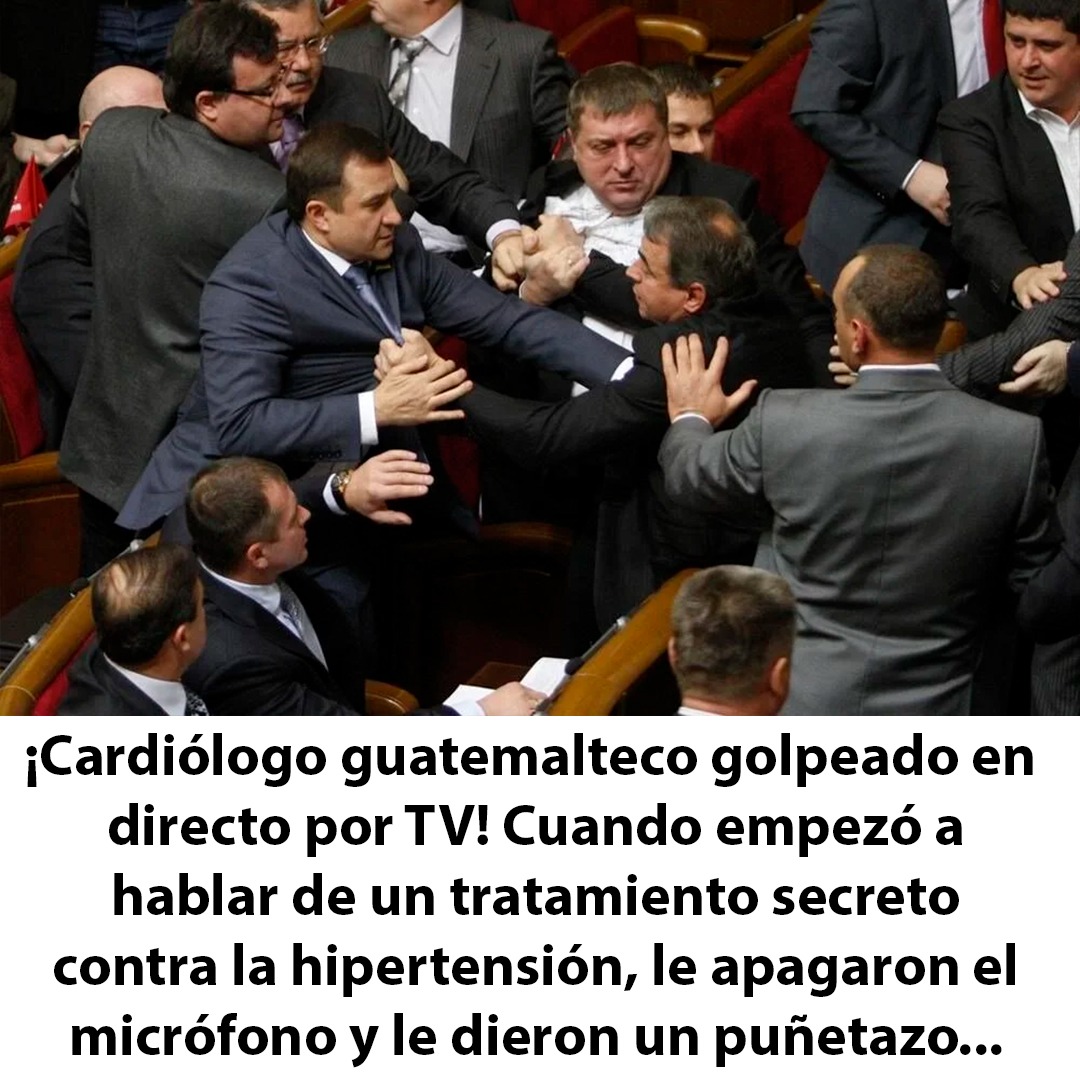 ¡Cardiólogo guatemalteco golpeado en
directo por TV! Cuando empezó a
hablar de un tratamiento secreto
contra la hipertensión, le apagaron el
micrófono y le dieron un puñetazo...